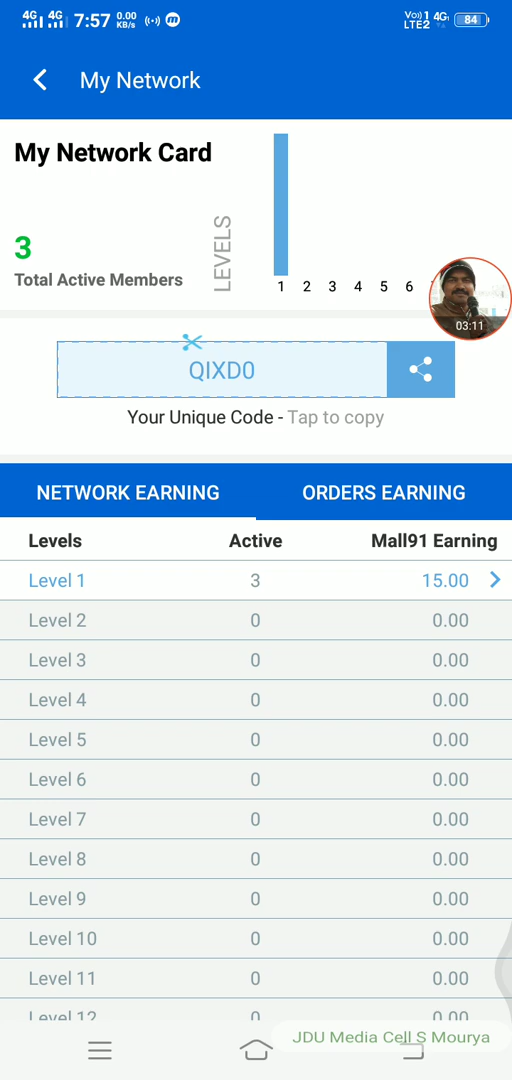 4G 4G 7:57 0.00 KB/s m Vo)) 1 4G LTE2 84
My Network
My Network Card
LEVELS
3
Total Active Members
1 2 3 4 5 6
03:11
QIXD0
Your Unique Code - Tap to copy
NETWORK EARNING ORDERS EARNING
Levels Active Mall91 Earning
Level 1 3 15.00
Level 2 0 0.00
Level 3 0 0.00
Level 4 0 0.00
Level 5 0 0.00
Level 6 0 0.00
Level 7 0 0.00
Level 8 0 0.00
Level 9 0 0.00
Level 10 0 0.00
Level 11 0 0.00
Level 12 0 0.00
JDU Media Cell S Mourya